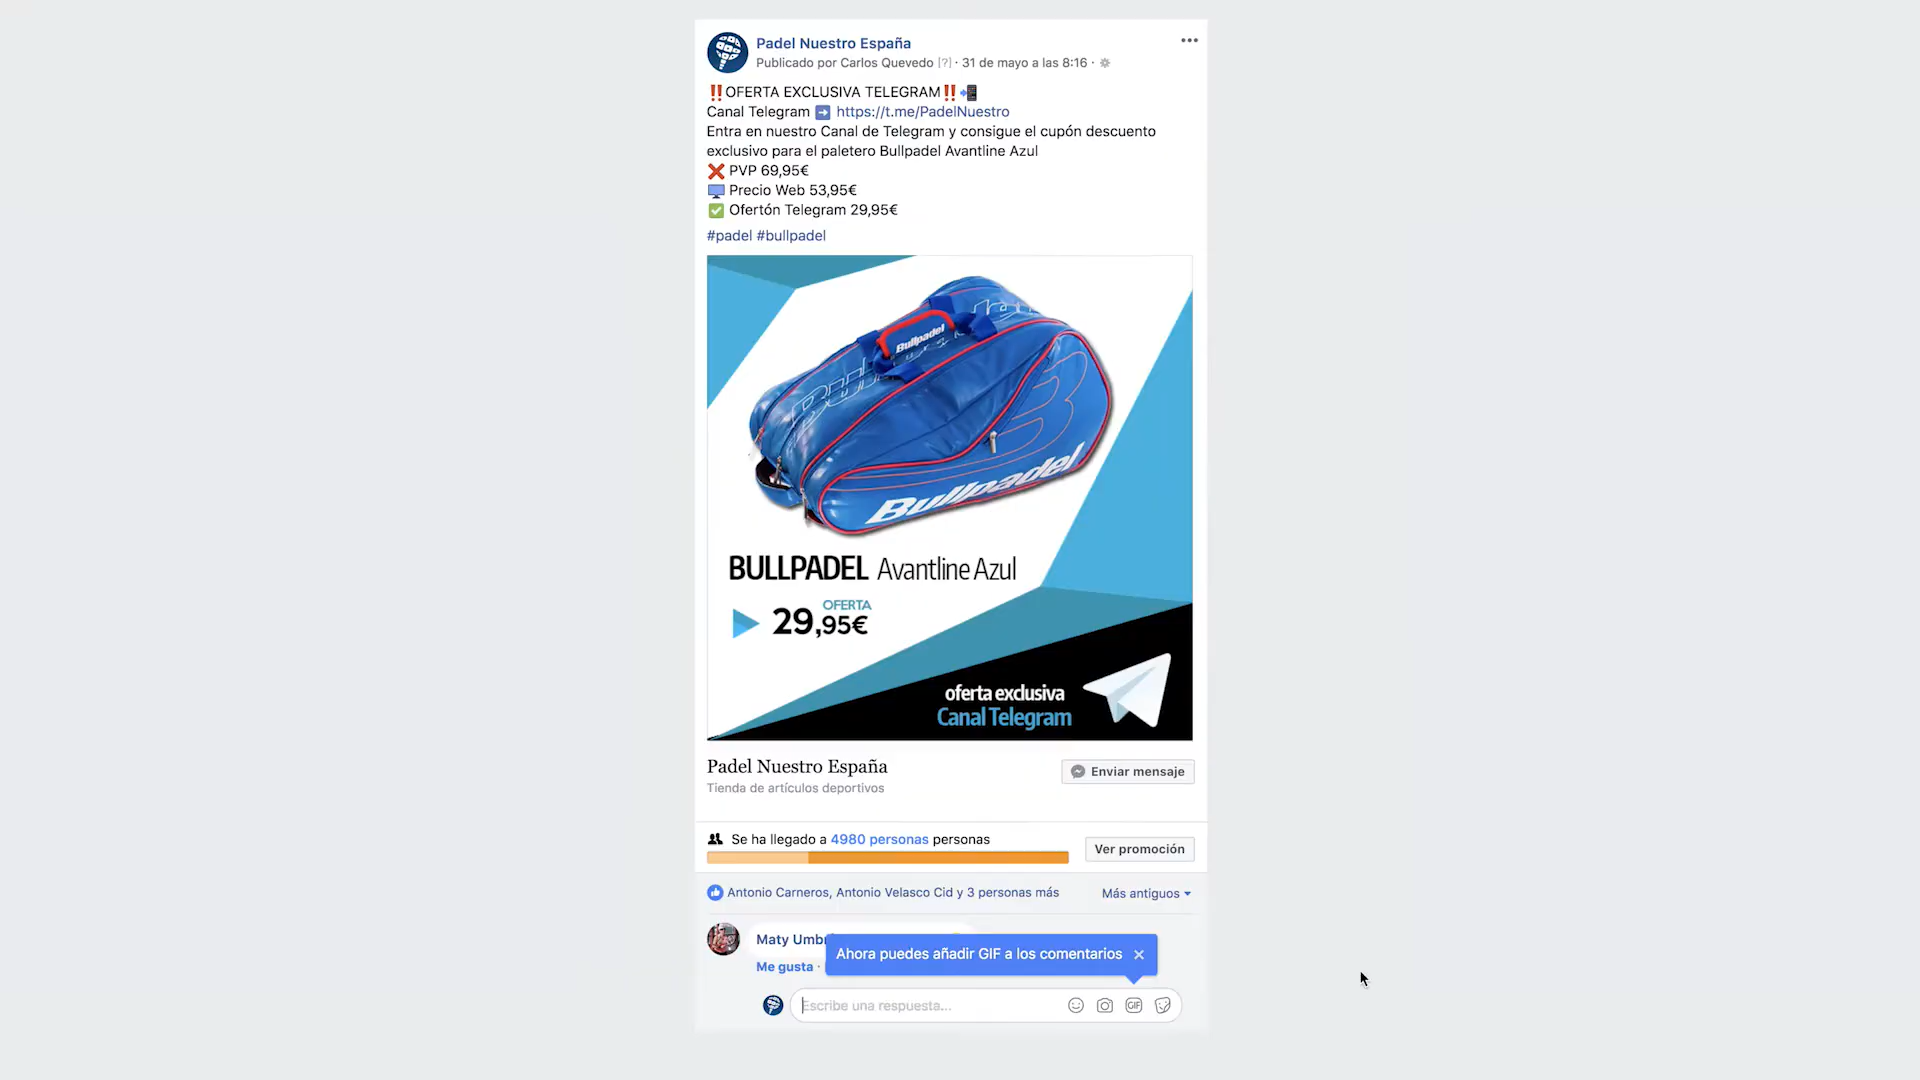 Padel Nuestro España
Publicado por Carlos Quevedo [?] · 31 de mayo a las 8:16 ·
‼️OFERTA EXCLUSIVA TELEGRAM‼️📲
Canal Telegram ➡️ https://t.me/PadelNuestro
Entra en nuestro Canal de Telegram y consigue el cupón descuento
exclusivo para el paletero Bullpadel Avantline Azul
❌ PVP 69,95€
🖥️ Precio Web 53,95€
✅ Ofertón Telegram 29,95€
#padel #bullpadel
Bullpadel
Bullpadel
BULLPADEL Avantline Azul
OFERTA
29,95€
oferta exclusiva
Canal Telegram
Padel Nuestro España
Enviar mensaje
Tienda de artículos deportivos
Se ha llegado a 4980 personas personas
Ver promoción
Antonio Carneros, Antonio Velasco Cid y 3 personas más
Más antiguos
Maty
Ahora puedes añadir GIF a los comentarios
Me gusta ·
Escribe una respuesta...
GIF